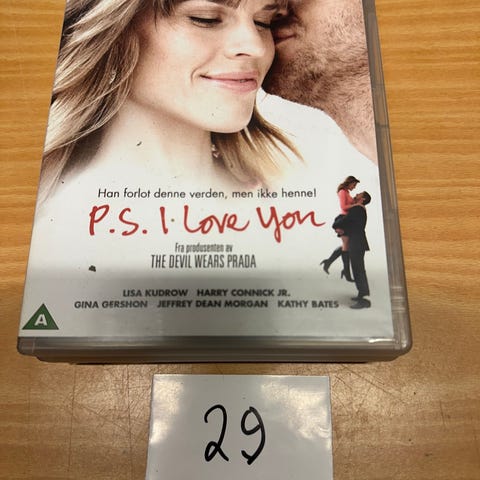 Han forlot denne verden, men ikke henne!
P.S. I Love You
Fra produsenten av
THE DEVIL WEARS PRADA
LISA KUDROW HARRY CONNICK JR.
GINA GERSHON JEFFREY DEAN MORGAN KATHY BATES
A
29